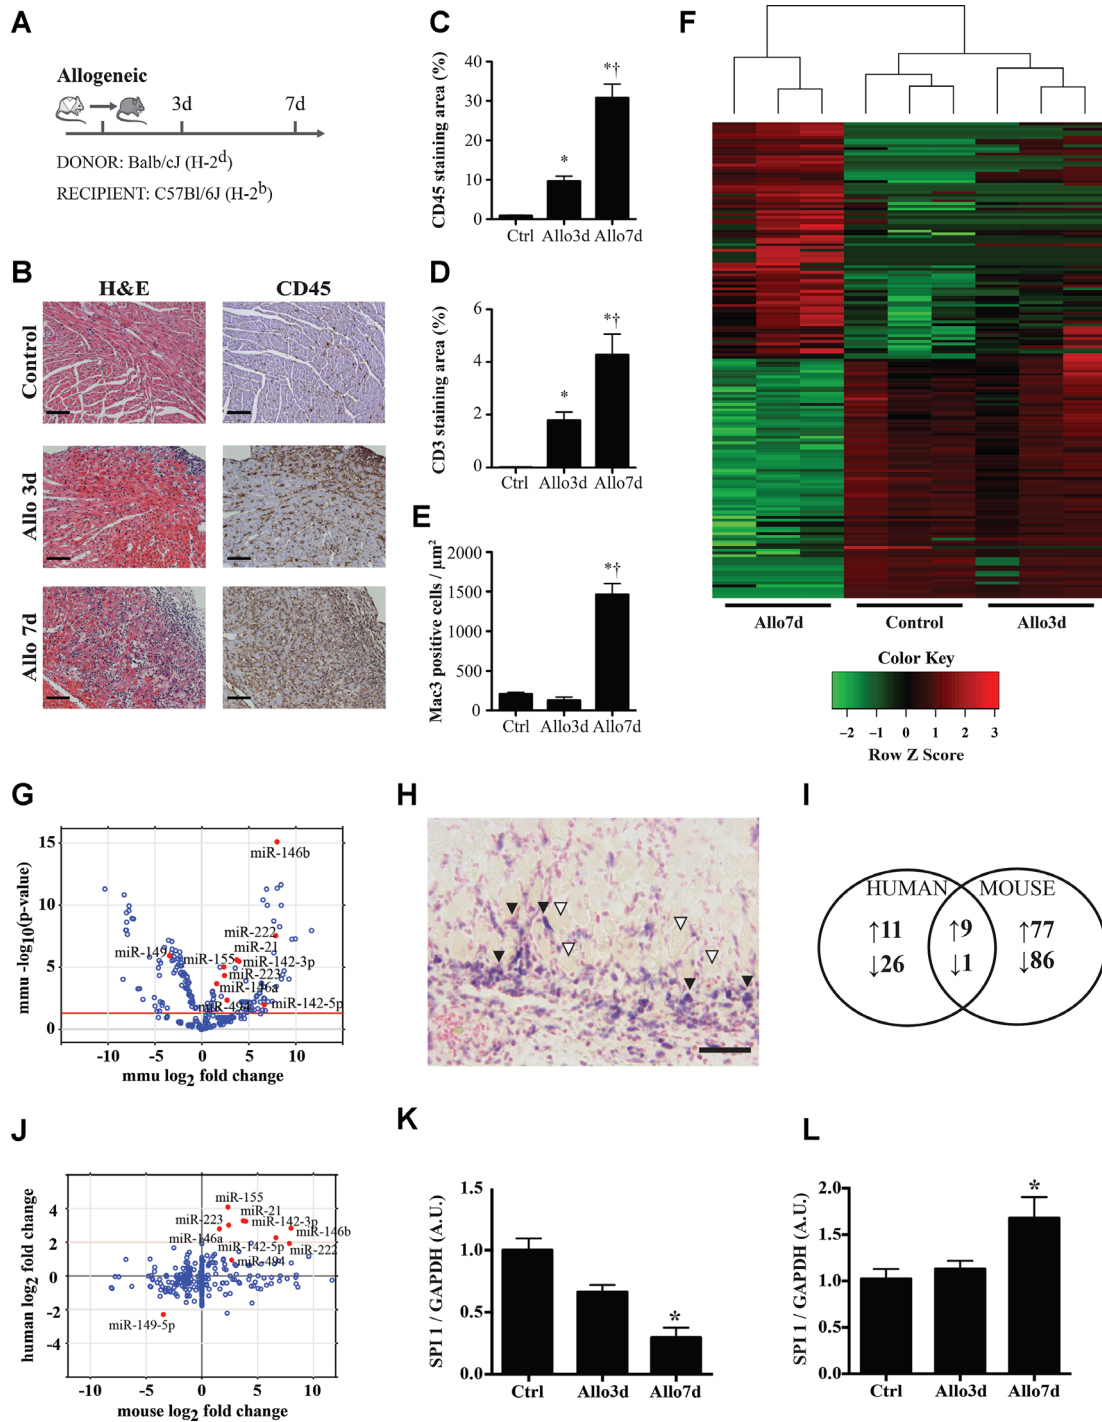 A
Allogeneic
3d
7d
DONOR: Balb/cJ (H-2d)
RECIPIENT: C57Bl/6J (H-2b)
B
H&E
CD45
Control
Allo 3d
Allo 7d
C
CD45 staining area (%)
40
30
20
10
0
*
*†
Ctrl
Allo3d
Allo7d
D
CD3 staining area (%)
6
4
2
0
*
*†
Ctrl
Allo3d
Allo7d
E
Mac3 positive cells / µm2
2000
1500
1000
500
0
*†
Ctrl
Allo3d
Allo7d
F
Allo7d
Control
Allo3d
Color Key
−2 −1 0 1 2 3
Row Z Score
G
mmu -log10(p-value)
15
10
5
0
miR-146b
miR-222
miR-21
miR-149
miR-155
miR-142-3p
miR-223
miR-146a
miR-494
miR-142-5p
-5 0 5 10
mmu log2 fold change
H
I
HUMAN
MOUSE
↑11
↑9
↑77
↓26
↓1
↓86
J
human log2 fold change
4
2
0
-2
-4
miR-155
miR-21
miR-223
miR-142-3p
miR-146a
miR-146b
miR-142-5p
miR-222
miR-494
miR-149-5p
-10 -5 0 5 10
mouse log2 fold change
K
SPI 1 / GAPDH (A.U.)
1.5
1.0
0.5
0.0
*
Ctrl
Allo3d
Allo7d
L
SPI 1 / GAPDH (A.U.)
2.0
1.5
1.0
0.5
0.0
*
Ctrl
Allo3d
Allo7d